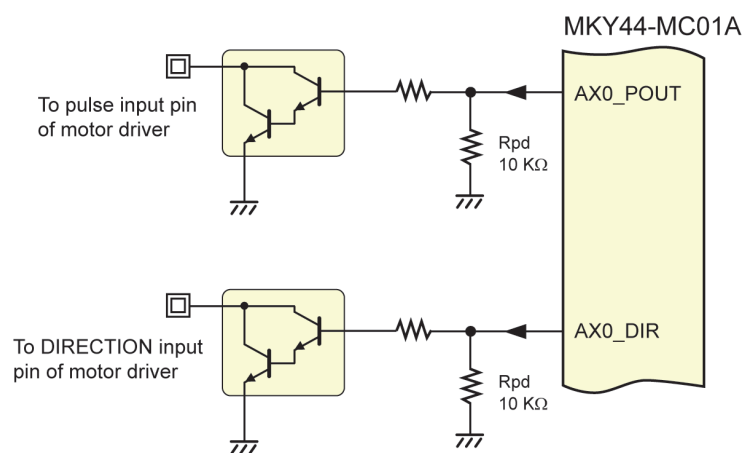 MKY44-MC01A
AX0_POUT
To pulse input pin
of motor driver
Rpd
10 KΩ
AX0_DIR
To DIRECTION input
pin of motor driver
Rpd
10 KΩ